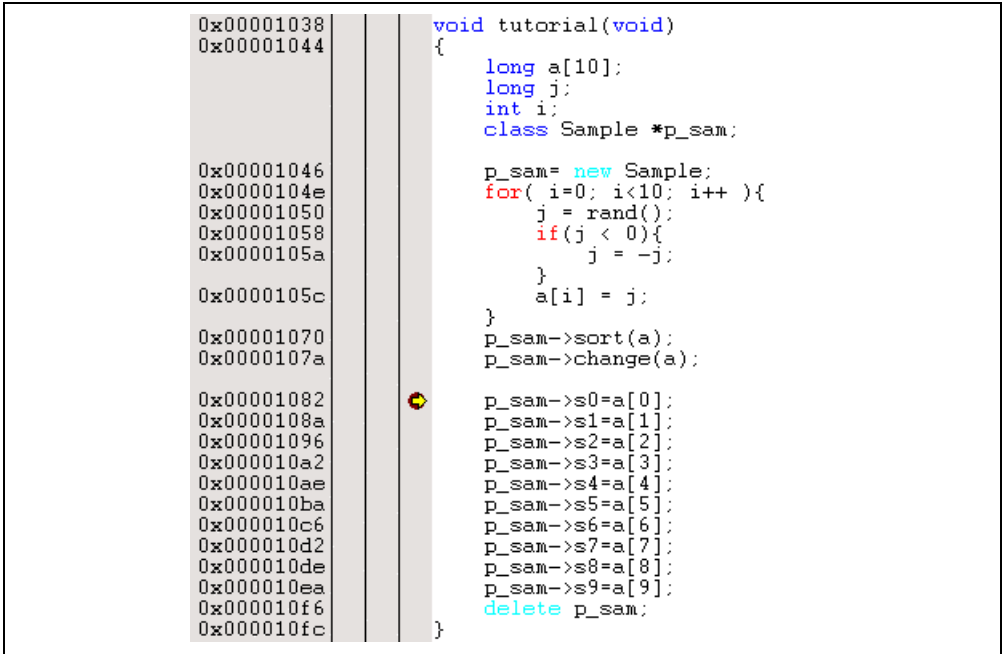 0x00001038 void tutorial(void)
0x00001044 {
long a[10];
long j;
int i;
class Sample *p_sam;
0x00001046 p_sam= new Sample;
0x0000104e for( i=0; i<10; i++ ){
0x00001050 j = rand();
0x00001058 if(j < 0){
0x0000105a j = -j;
}
0x0000105c a[i] = j;
}
0x00001070 p_sam->sort(a);
0x0000107a p_sam->change(a);
0x00001082 p_sam->s0=a[0];
0x0000108a p_sam->s1=a[1];
0x00001096 p_sam->s2=a[2];
0x000010a2 p_sam->s3=a[3];
0x000010ae p_sam->s4=a[4];
0x000010ba p_sam->s5=a[5];
0x000010c6 p_sam->s6=a[6];
0x000010d2 p_sam->s7=a[7];
0x000010de p_sam->s8=a[8];
0x000010ea p_sam->s9=a[9];
0x000010f6 delete p_sam;
0x000010fc }